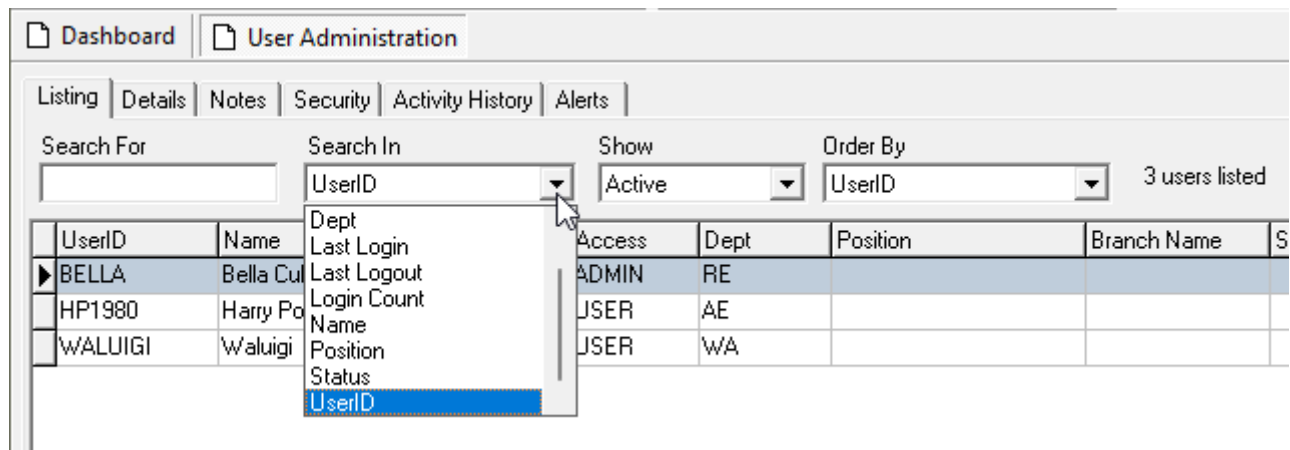 Dashboard User Administration
Listing Details Notes Security Activity History Alerts
Search For Search In Show Order By
UserID Active UserID 3 users listed
UserID Name Access Dept Position Branch Name S
BELLA Bella Cul ADMIN RE
HP1980 Harry Po USER AE
WALUIGI Waluigi USER WA
Dept
Last Login
Last Logout
Login Count
Name
Position
Status
UserID